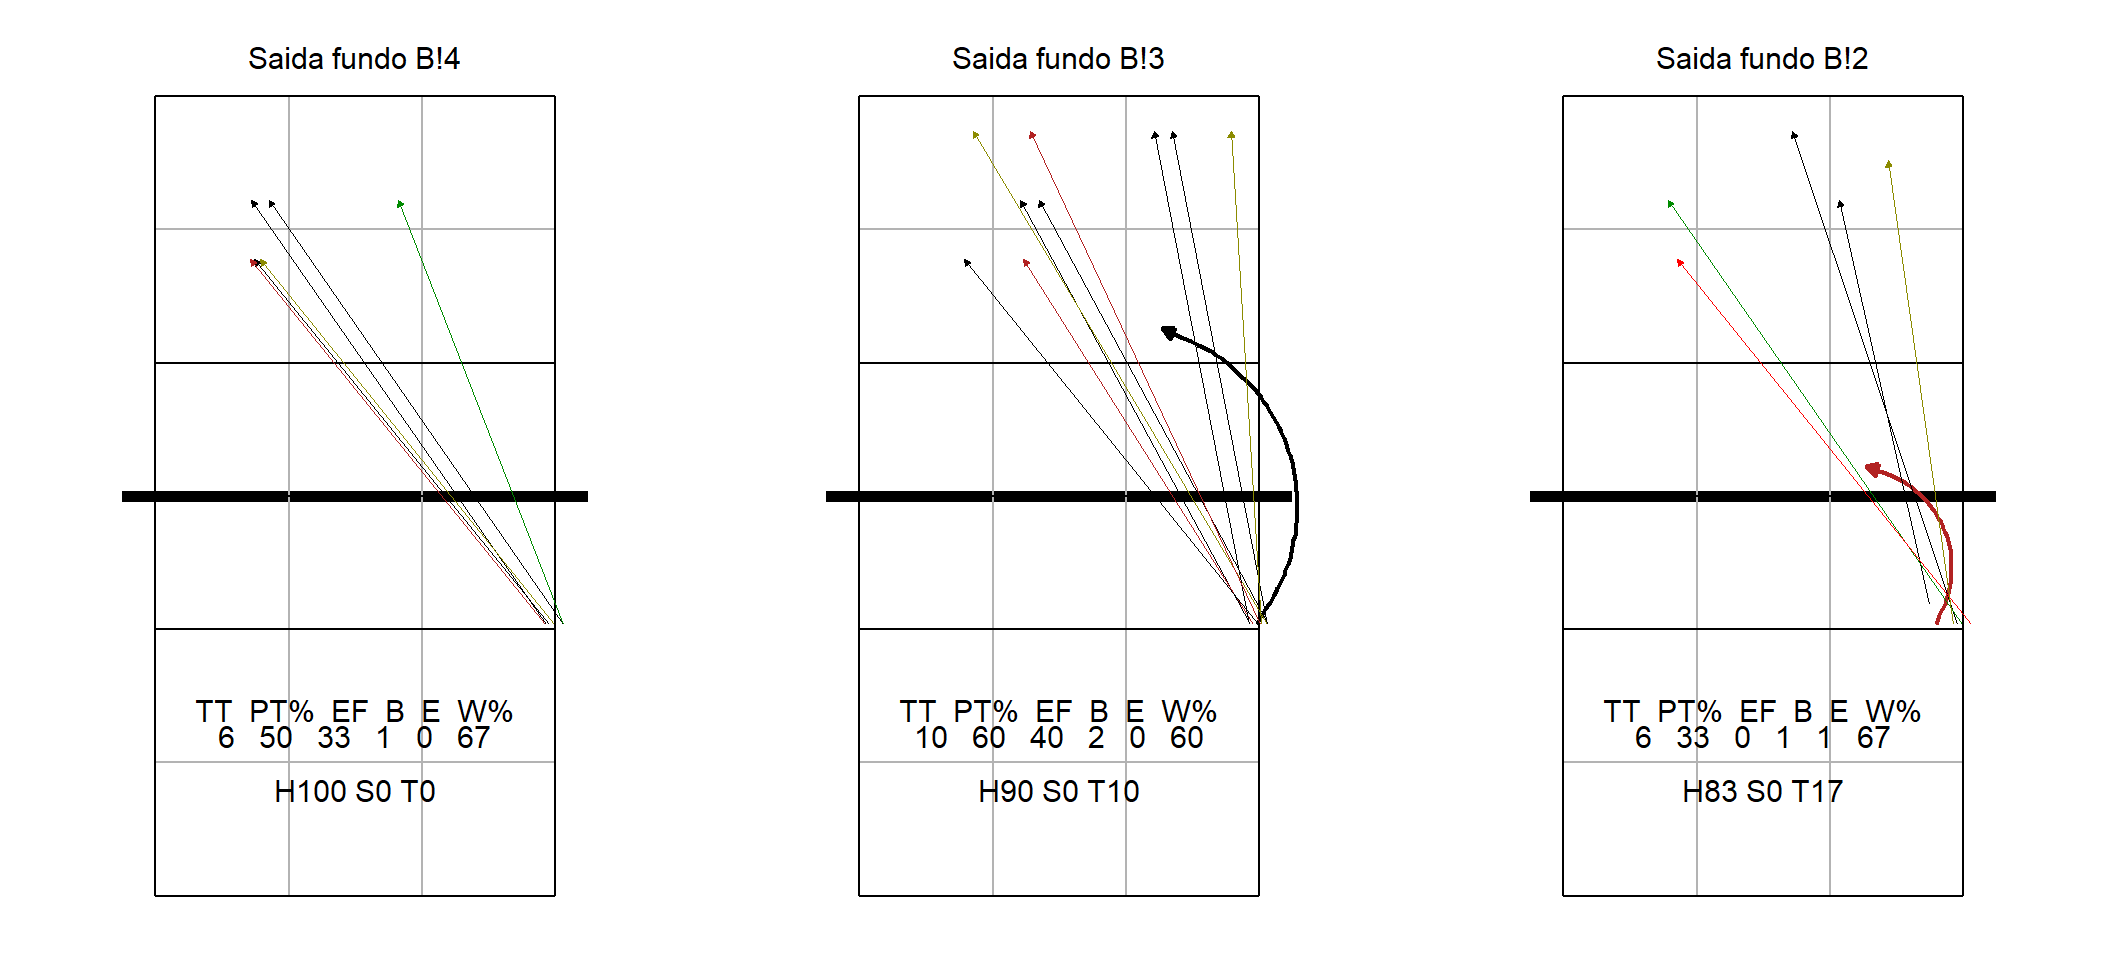 Saida fundo B!4
TT PT% EF B E W%
6 50 33 1 0 67
H100 S0 T0
Saida fundo B!3
TT PT% EF B E W%
10 60 40 2 0 60
H90 S0 T10
Saida fundo B!2
TT PT% EF B E W%
6 33 0 1 1 67
H83 S0 T17